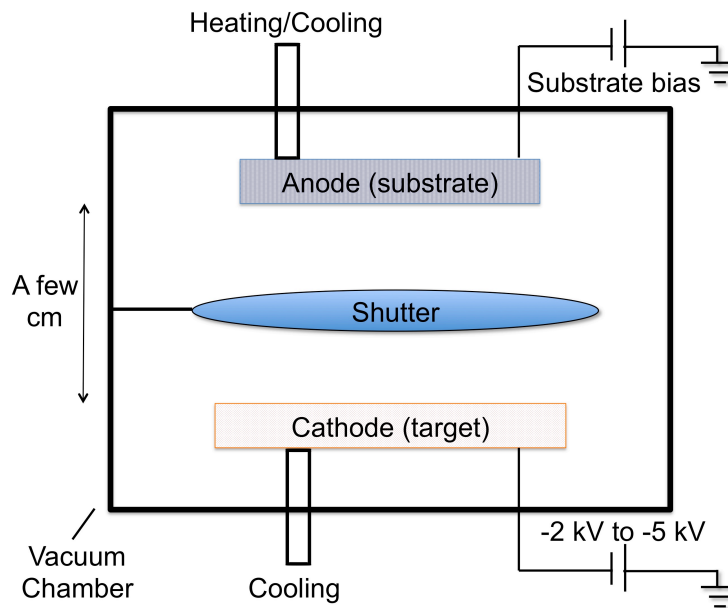 Heating/Cooling
Substrate bias
Anode (substrate)
A few
cm
Shutter
Cathode (target)
-2 kV to -5 kV
Vacuum
Chamber
Cooling